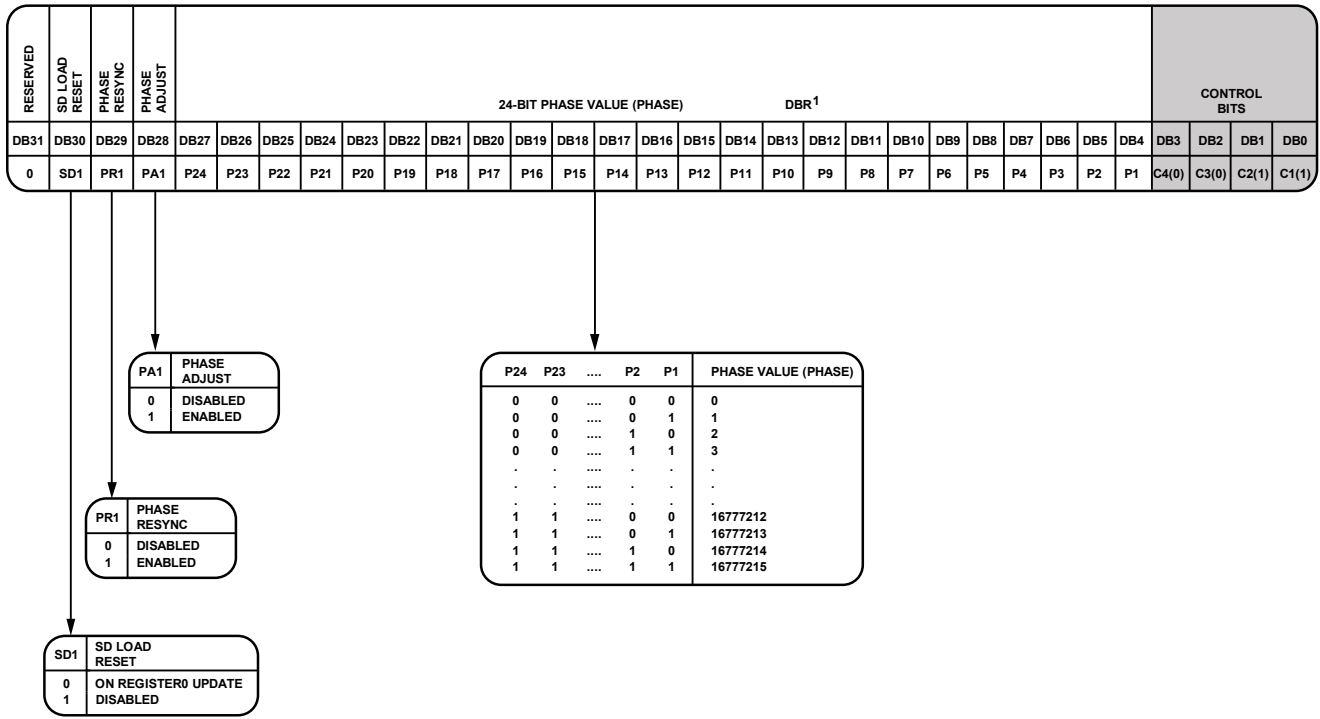 RESERVED
SD LOAD
RESET
PHASE
RESYNC
PHASE
ADJUST
24-BIT PHASE VALUE (PHASE) DBR1
CONTROL
BITS
DB31 DB30 DB29 DB28 DB27 DB26 DB25 DB24 DB23 DB22 DB21 DB20 DB19 DB18 DB17 DB16 DB15 DB14 DB13 DB12 DB11 DB10 DB9 DB8 DB7 DB6 DB5 DB4 DB3 DB2 DB1 DB0
0 SD1 PR1 PA1 P24 P23 P22 P21 P20 P19 P18 P17 P16 P15 P14 P13 P12 P11 P10 P9 P8 P7 P6 P5 P4 P3 P2 P1 C4(0) C3(0) C2(1) C1(1)
PA1 PHASE
ADJUST
0 DISABLED
1 ENABLED
P24 P23 .... P2 P1 PHASE VALUE (PHASE)
0 0 .... 0 0 0
0 0 .... 0 1 1
0 0 .... 1 0 2
0 0 .... 1 1 3
. . .... . . .
. . .... . . .
. . .... . . .
1 1 .... 0 0 16777212
1 1 .... 0 1 16777213
1 1 .... 1 0 16777214
1 1 .... 1 1 16777215
PR1 PHASE
RESYNC
0 DISABLED
1 ENABLED
SD1 SD LOAD
RESET
0 ON REGISTER0 UPDATE
1 DISABLED